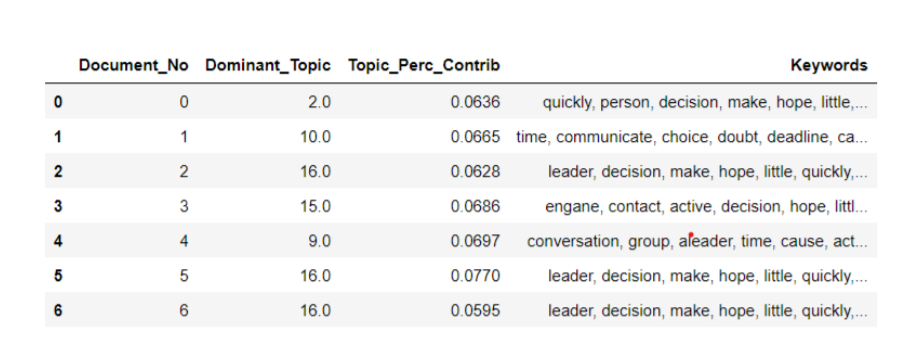 Document_No Dominant_Topic Topic_Perc_Contrib Keywords
0 0 2.0 0.0636 quickly, person, decision, make, hope, little,...
1 1 10.0 0.0665 time, communicate, choice, doubt, deadline, ca...
2 2 16.0 0.0628 leader, decision, make, hope, little, quickly,...
3 3 15.0 0.0686 engane, contact, active, decision, hope, littl...
4 4 9.0 0.0697 conversation, group, aleader, time, cause, act...
5 5 16.0 0.0770 leader, decision, make, hope, little, quickly,...
6 6 16.0 0.0595 leader, decision, make, hope, little, quickly,...